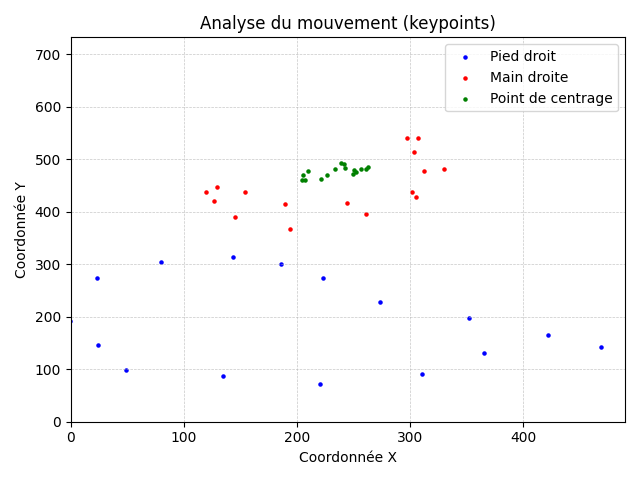 Analyse du mouvement (keypoints)
Pied droit
Main droite
Point de centrage
Coordonnée Y
700
600
500
400
300
200
100
0
0 100 200 300 400
Coordonnée X